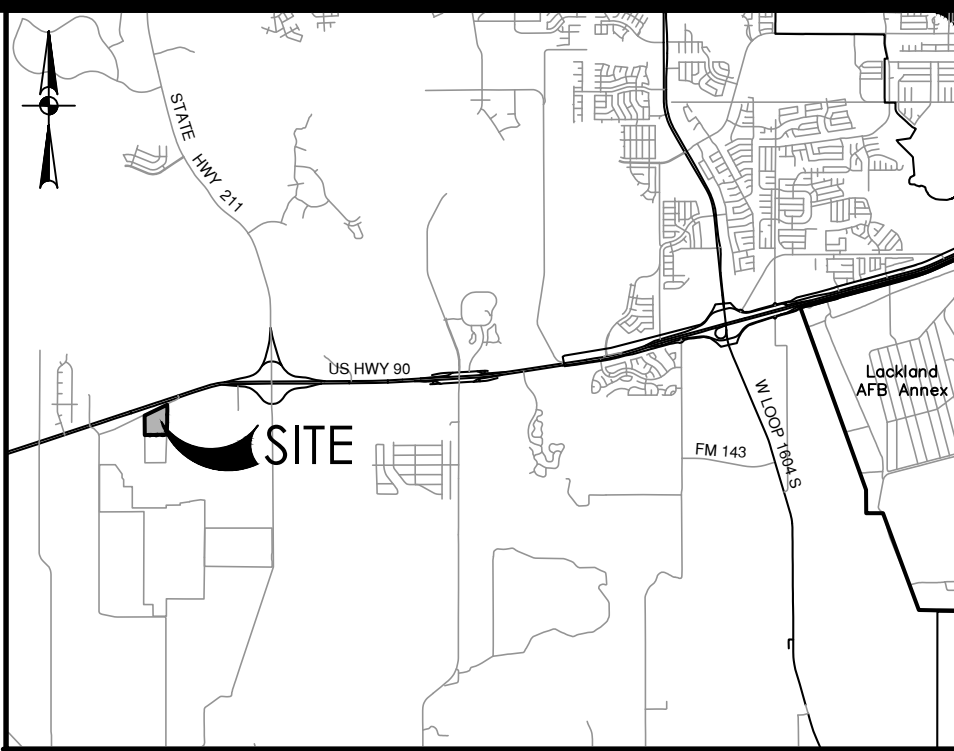 STATE HWY 211
US HWY 90
Lackland
AFB Annex
W LOOP 1604 S
SITE
FM 143